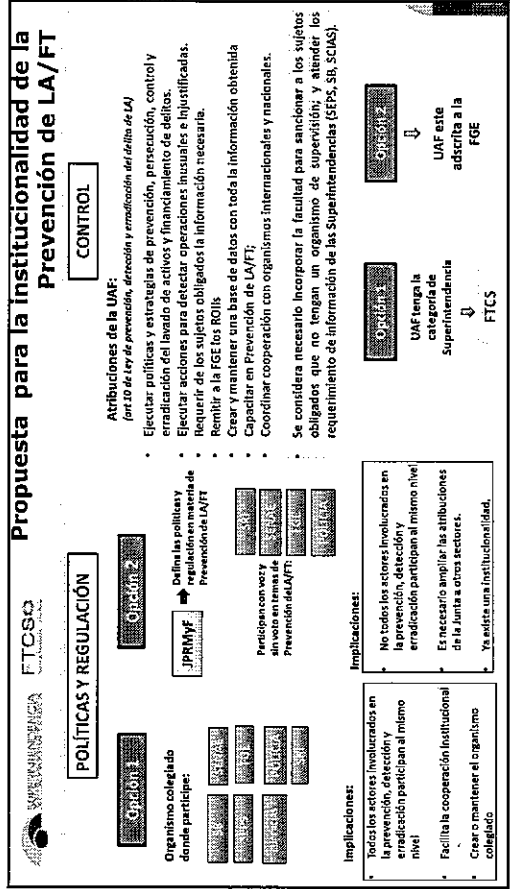 Propuesta para la institucionalidad de la
Prevención de LA/FT
SUPERINTENDENCIA
FTCS
POLÍTICAS Y REGULACIÓN
Opción 1
Organismo colegiado
donde participe:
Implicaciones:
• Todos los actores involucrados en
la prevención, detección y
erradicación participan al mismo
nivel
• Facilita la cooperación institucional
• Crear o mantener el organismo
colegiado
Opción 2
JPRMyF
Defina las políticas y
regulación en materia de
Prevención de LA/FT
Participan con voz y
sin voto en temas de
Prevención de LA/FT:
SRI
SENAE
FGE
POLICIA
Implicaciones:
• No todos los actores involucrados en
la prevención, detección y
erradicación participan al mismo nivel
• Es necesario ampliar las atribuciones
de la Junta a otros sectores.
• Ya existe una institucionalidad,
CONTROL
Atribuciones de la UAF:
(art 10 de Ley de prevención, detección y erradicación del delito de LA)
• Ejecutar políticas y estrategias de prevención, persecución, control y
erradicación del lavado de activos y financiamiento de delitos.
• Ejecutar acciones para detectar operaciones inusuales e injustificadas.
• Requerir de los sujetos obligados la información necesaria.
• Remitir a la FGE los ROIIs
• Crear y mantener una base de datos con toda la información obtenida
• Capacitar en Prevención de LA/FT;
• Coordinar cooperación con organismos internacionales y nacionales.
• Se considera necesario incorporar la facultad para sancionar a los sujetos
obligados que no tengan un organismo de supervisión; y atender los
requerimiento de información de las Superintendencias (SEPS, SB, SCIAS).
Opción 1
UAF tenga la
categoría de
Superintendencia
FTCS
Opción 2
UAF este
adscrita a la
FGE